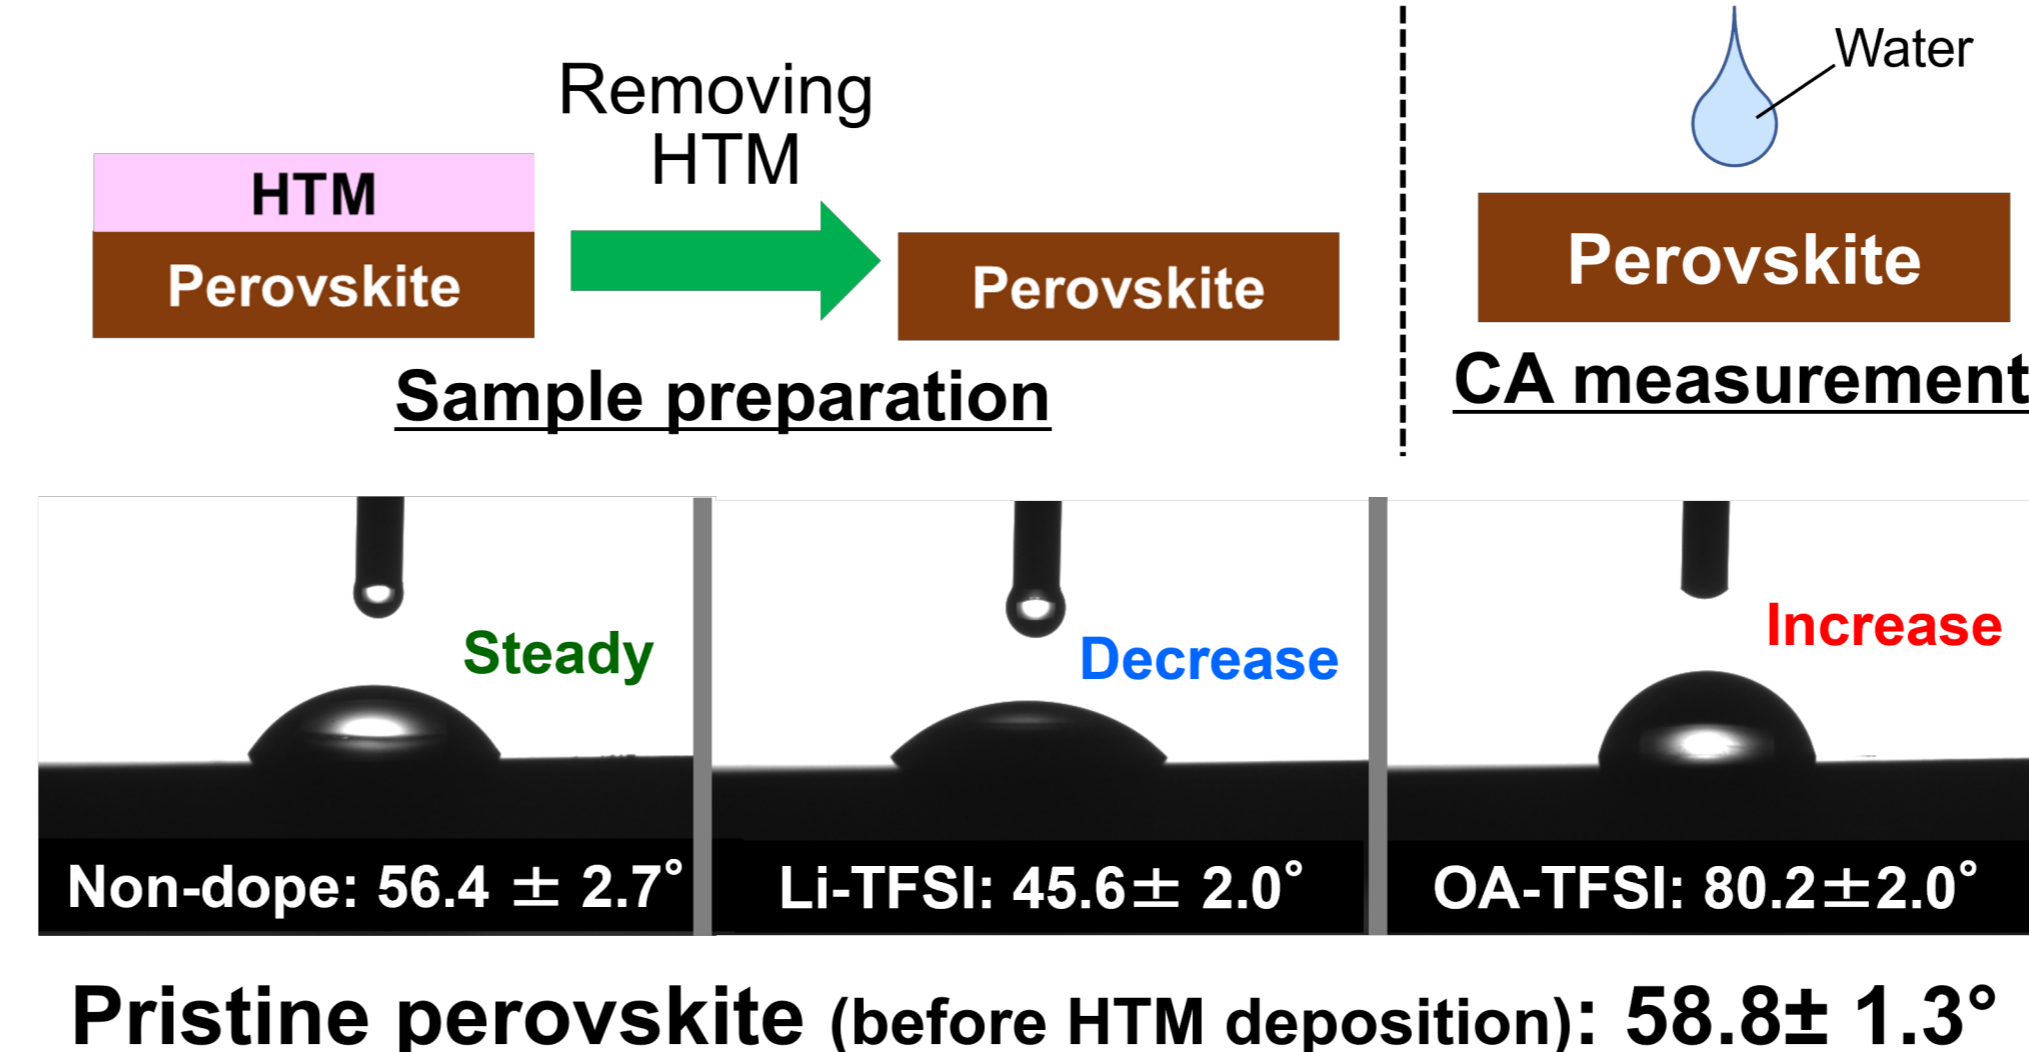 Removing
HTM
HTM
Perovskite
Perovskite
Sample preparation
Water
Perovskite
CA measurement
Steady
Non-dope: 56.4 ± 2.7°
Decrease
Li-TFSI: 45.6± 2.0°
Increase
OA-TFSI: 80.2±2.0°
Pristine perovskite (before HTM deposition): 58.8± 1.3°